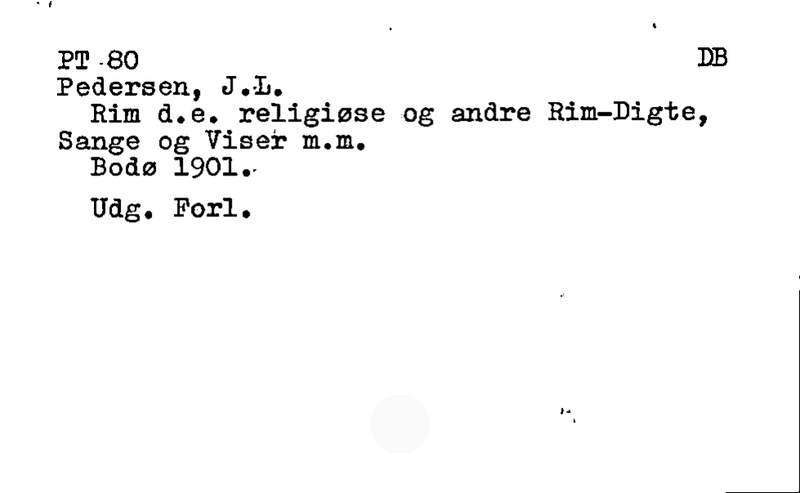 PT 80 DB
Pedersen, J.L.
Rim d.e. religiøse og andre Rim-Digte,
Sange og Viser m.m.
Bodø 1901.
Udg. Forl.